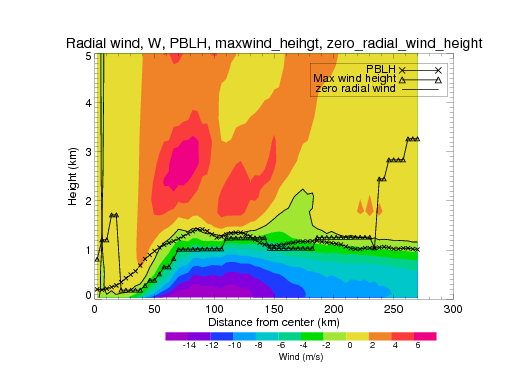 Radial wind, W, PBLH, maxwind_heihgt, zero_radial_wind_height
5
PBLH
Max wind height
zero radial wind
4
3
Height (km)
2
1
0
0 50 100 150 200 250 300
Distance from center (km)
-14 -12 -10 -8 -6 -4 -2 0 2 4 6
Wind (m/s)